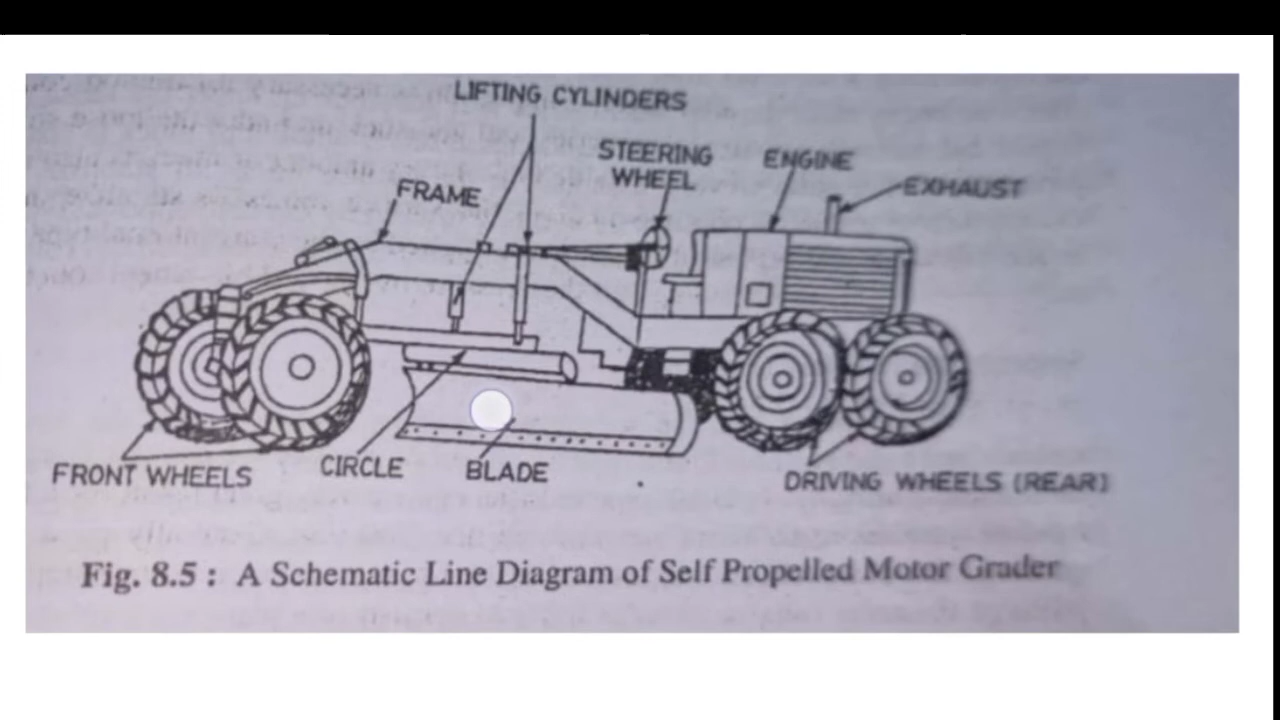 LIFTING CYLINDERS
STEERING
WHEEL
ENGINE
EXHAUST
FRAME
FRONT WHEELS
CIRCLE
BLADE
DRIVING WHEELS (REAR)
Fig. 8.5 : A Schematic Line Diagram of Self Propelled Motor Grader